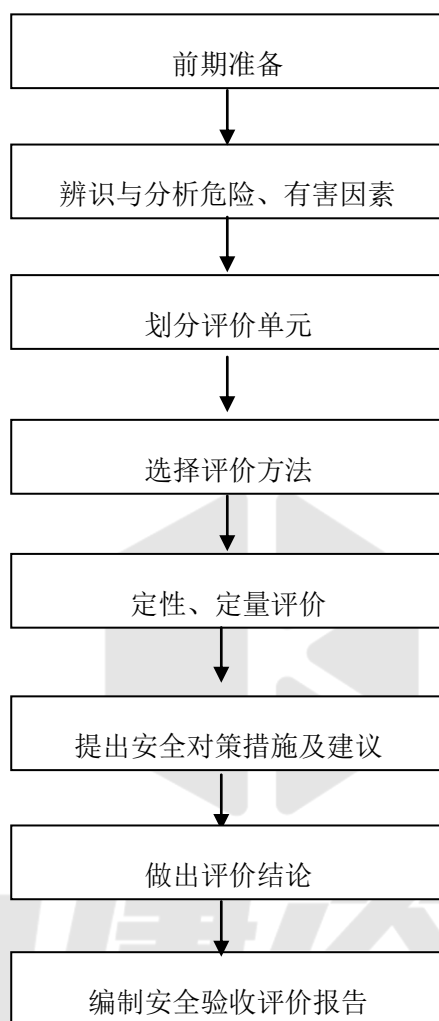 前期准备
辨识与分析危险、有害因素
划分评价单元
选择评价方法
定性、定量评价
提出安全对策措施及建议
做出评价结论
编制安全验收评价报告